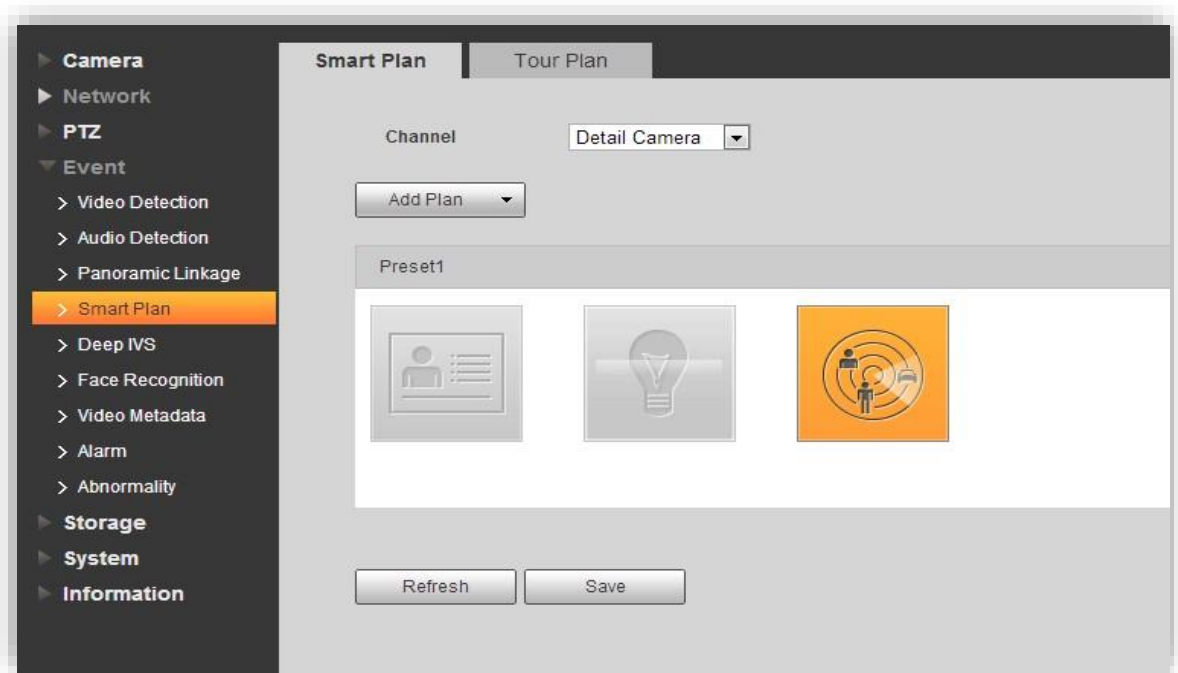 Camera
Network
PTZ
Event
Video Detection
Audio Detection
Panoramic Linkage
Smart Plan
Deep IVS
Face Recognition
Video Metadata
Alarm
Abnormality
Storage
System
Information
Smart Plan
Tour Plan
Channel
Detail Camera
Add Plan
Preset1
Refresh
Save